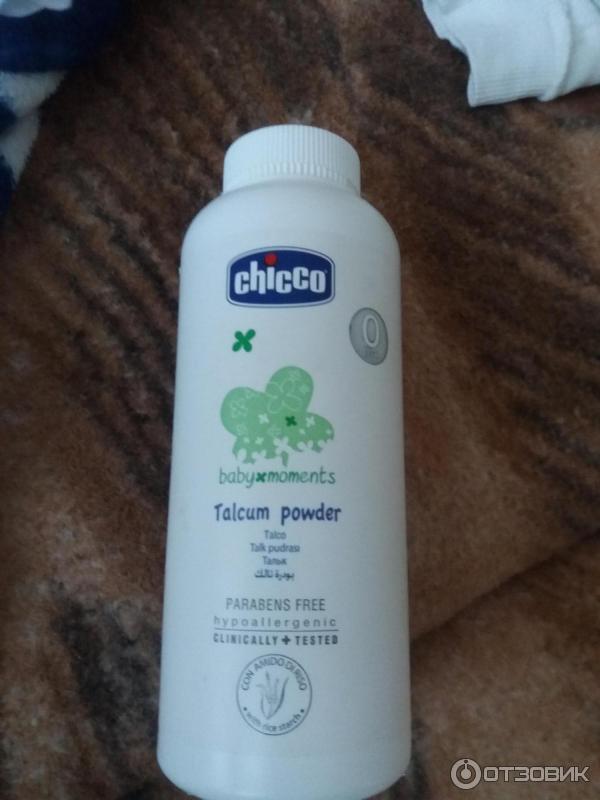 chicco
0
baby moments
Talcum powder
Talco
Talk pudrası
Тальк
بودرة تالك
PARABENS FREE
hypoallergenic
CLINICALLY + TESTED
CON AMIDO DI RISO
with rice starch
ОТЗОВИК